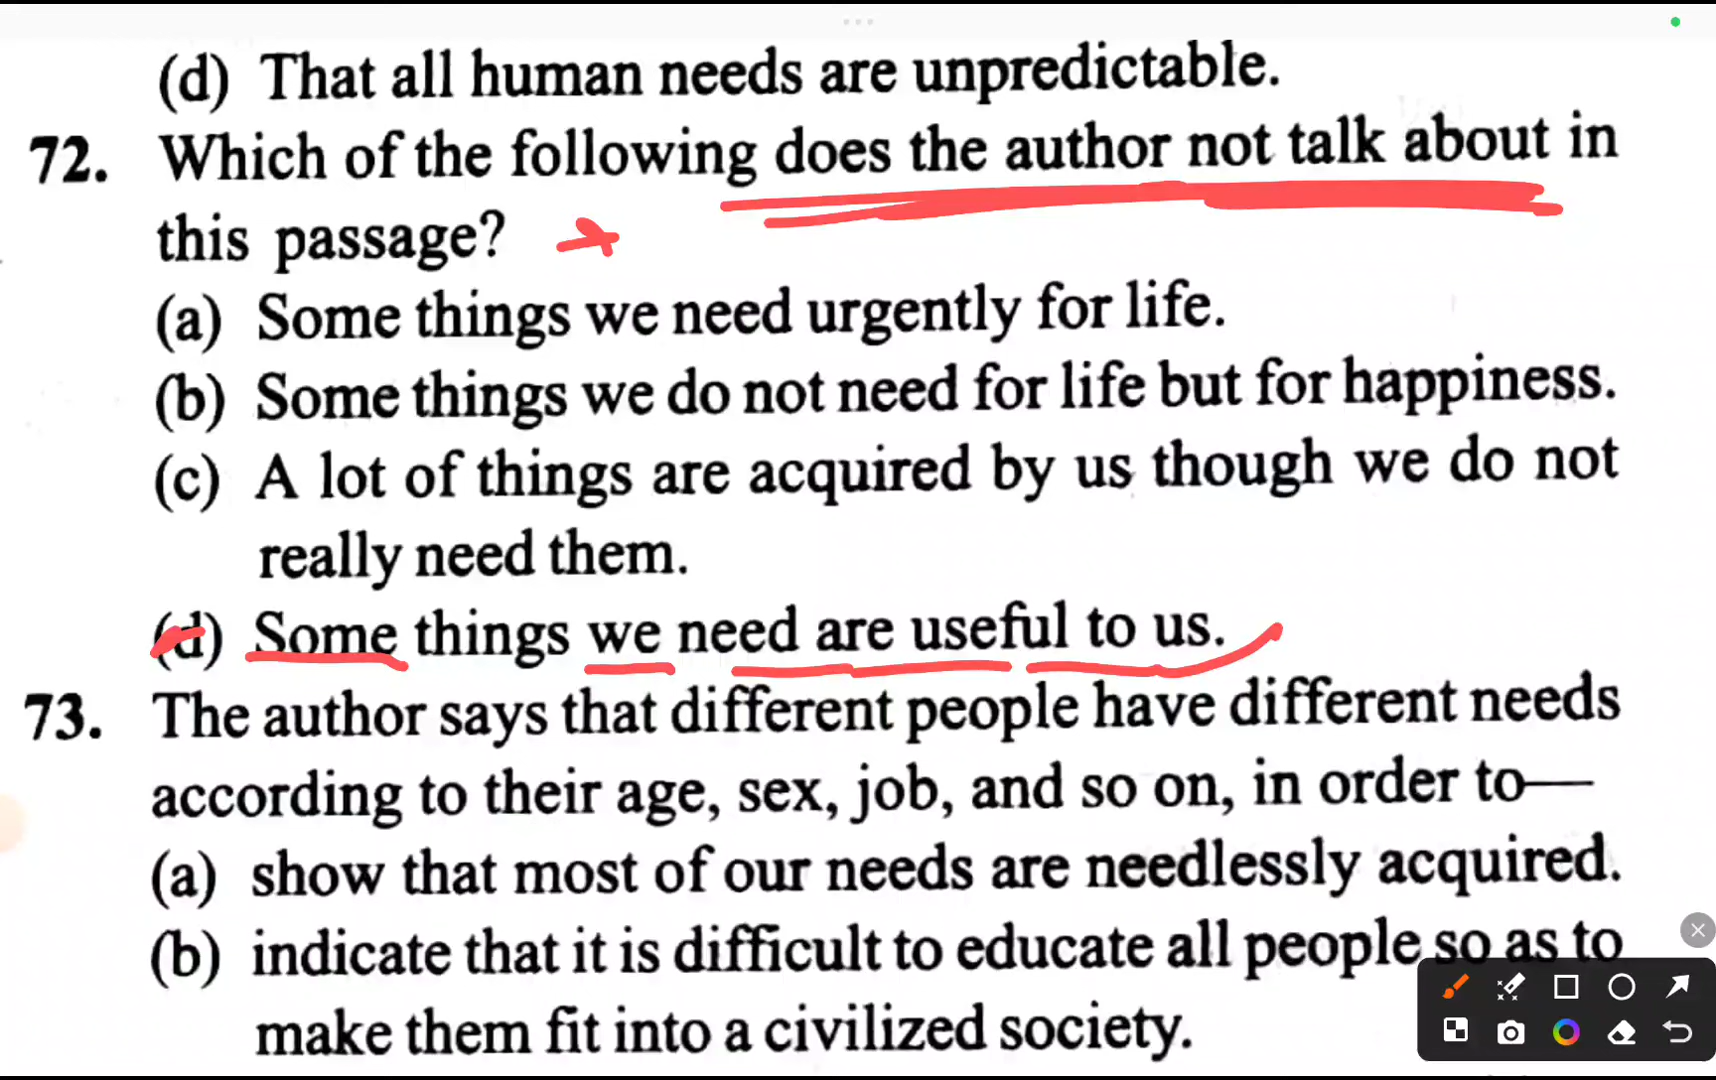 (d) That all human needs are unpredictable.
72. Which of the following does the author not talk about in
this passage?
(a) Some things we need urgently for life.
(b) Some things we do not need for life but for happiness.
(c) A lot of things are acquired by us though we do not
really need them.
(d) Some things we need are useful to us.
73. The author says that different people have different needs
according to their age, sex, job, and so on, in order to—
(a) show that most of our needs are needlessly acquired.
(b) indicate that it is difficult to educate all people so as to
make them fit into a civilized society.